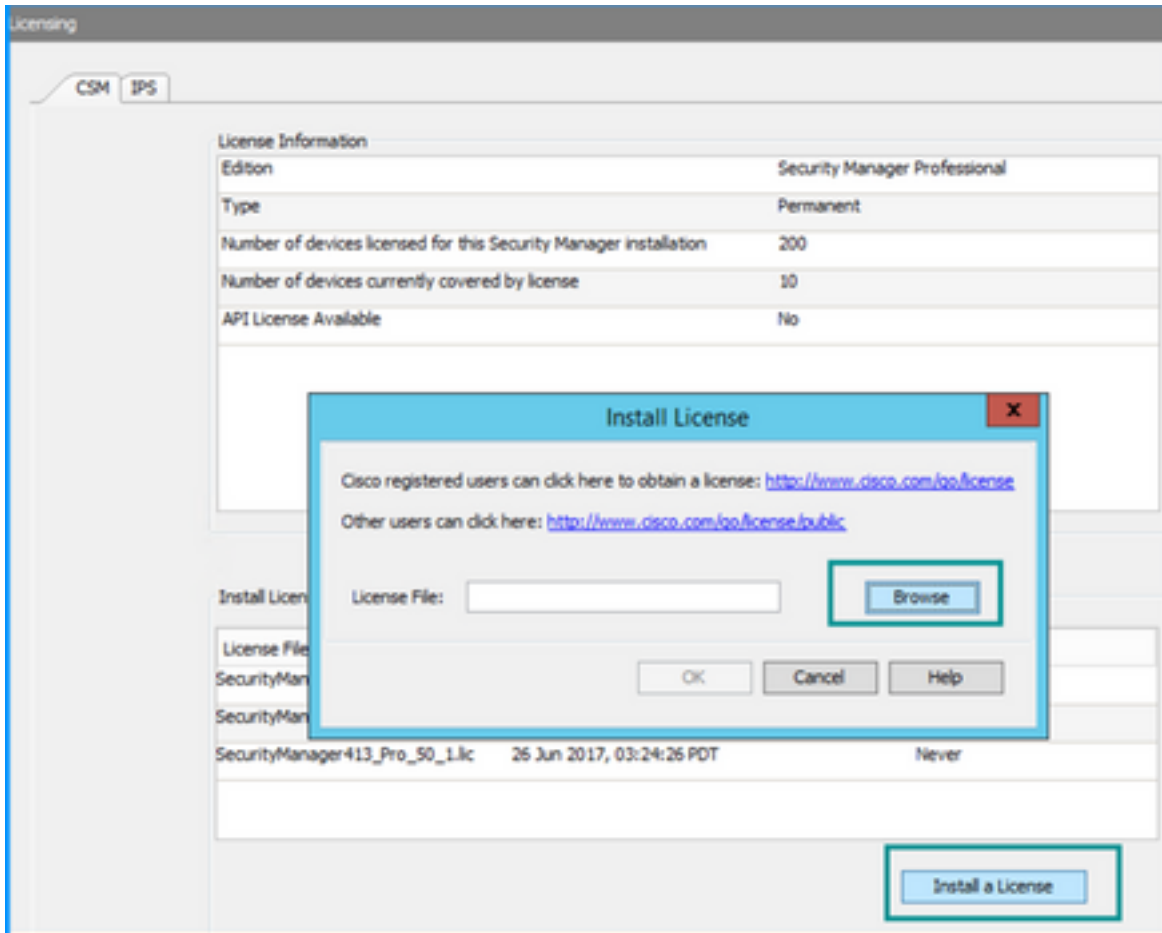 Licensing
CSM IPS
License Information
Edition Security Manager Professional
Type Permanent
Number of devices licensed for this Security Manager installation 200
Number of devices currently covered by license 10
API License Available No
Install License X
Cisco registered users can click here to obtain a license: http://www.cisco.com/go/license
Other users can click here: http://www.cisco.com/go/license/public
Install Licen
License File: Browse
License File
OK Cancel Help
SecurityMan
SecurityMan
SecurityManager413_Pro_50_1.lic 26 Jun 2017, 03:24:26 PDT Never
Install a License